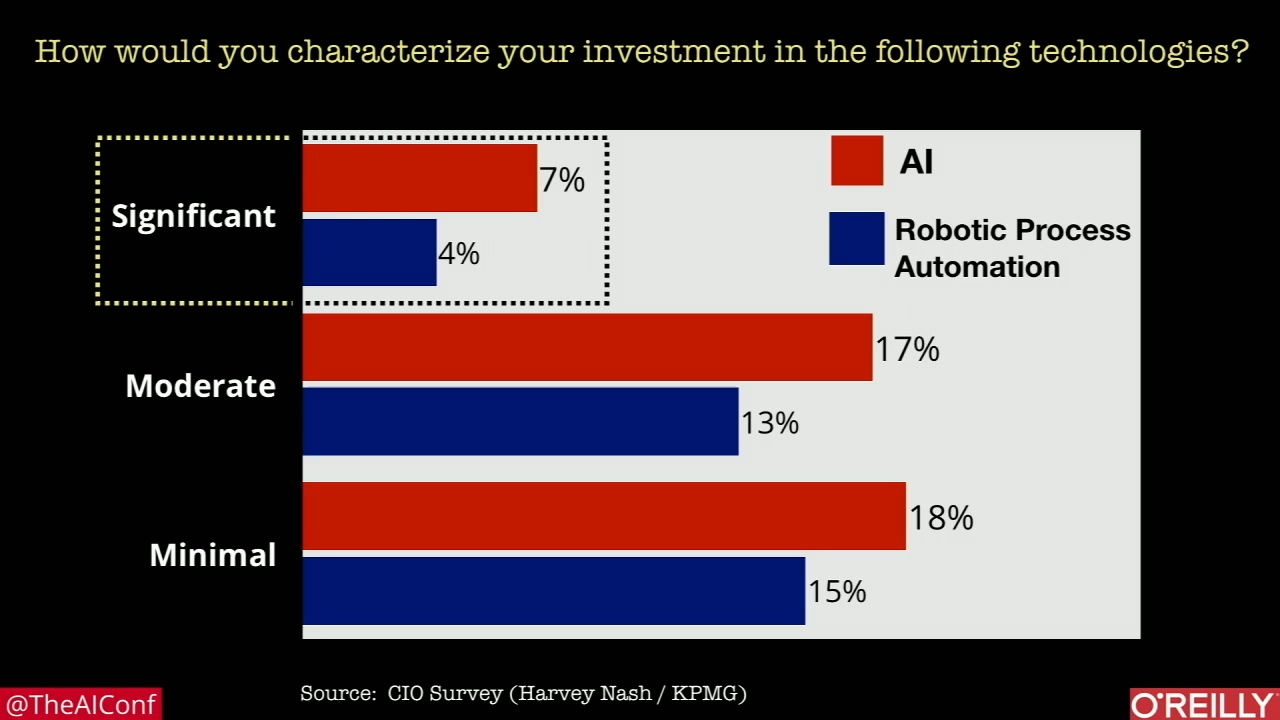 How would you characterize your investment in the following technologies?
AI
Robotic Process
Automation
Significant
7%
4%
Moderate
17%
13%
Minimal
18%
15%
Source: CIO Survey (Harvey Nash / KPMG)
@TheAIConf
O'REILLY